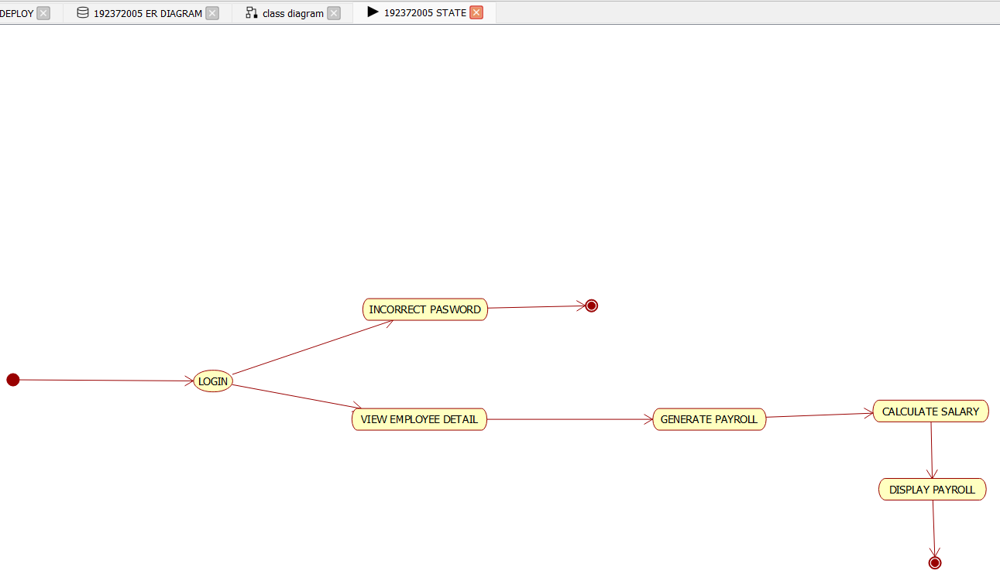 DEPLOY
192372005 ER DIAGRAM
class diagram
192372005 STATE
INCORRECT PASWORD
LOGIN
VIEW EMPLOYEE DETAIL
GENERATE PAYROLL
CALCULATE SALARY
DISPLAY PAYROLL